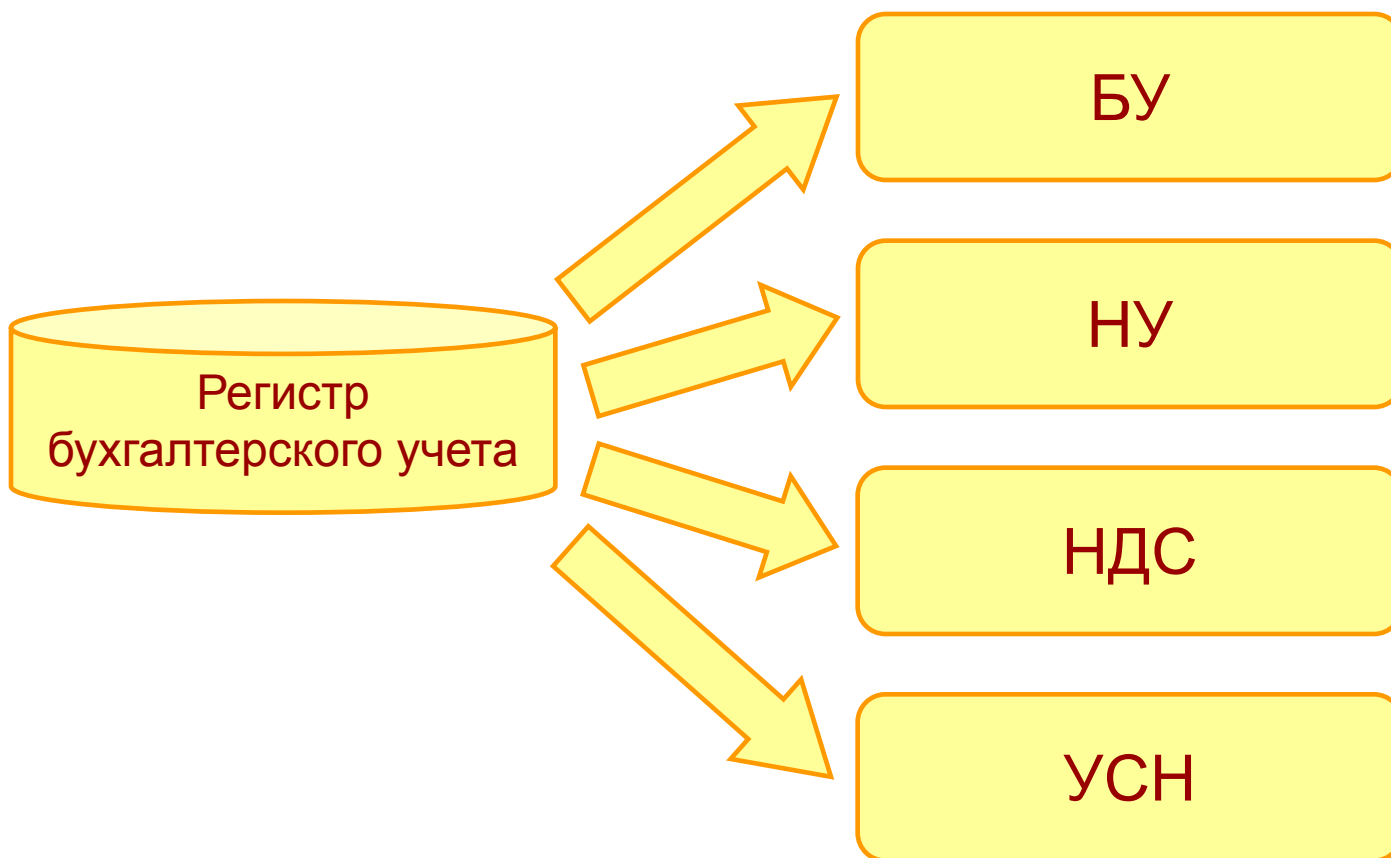 БУ
НУ
Регистр
бухгалтерского учета
НДС
УСН